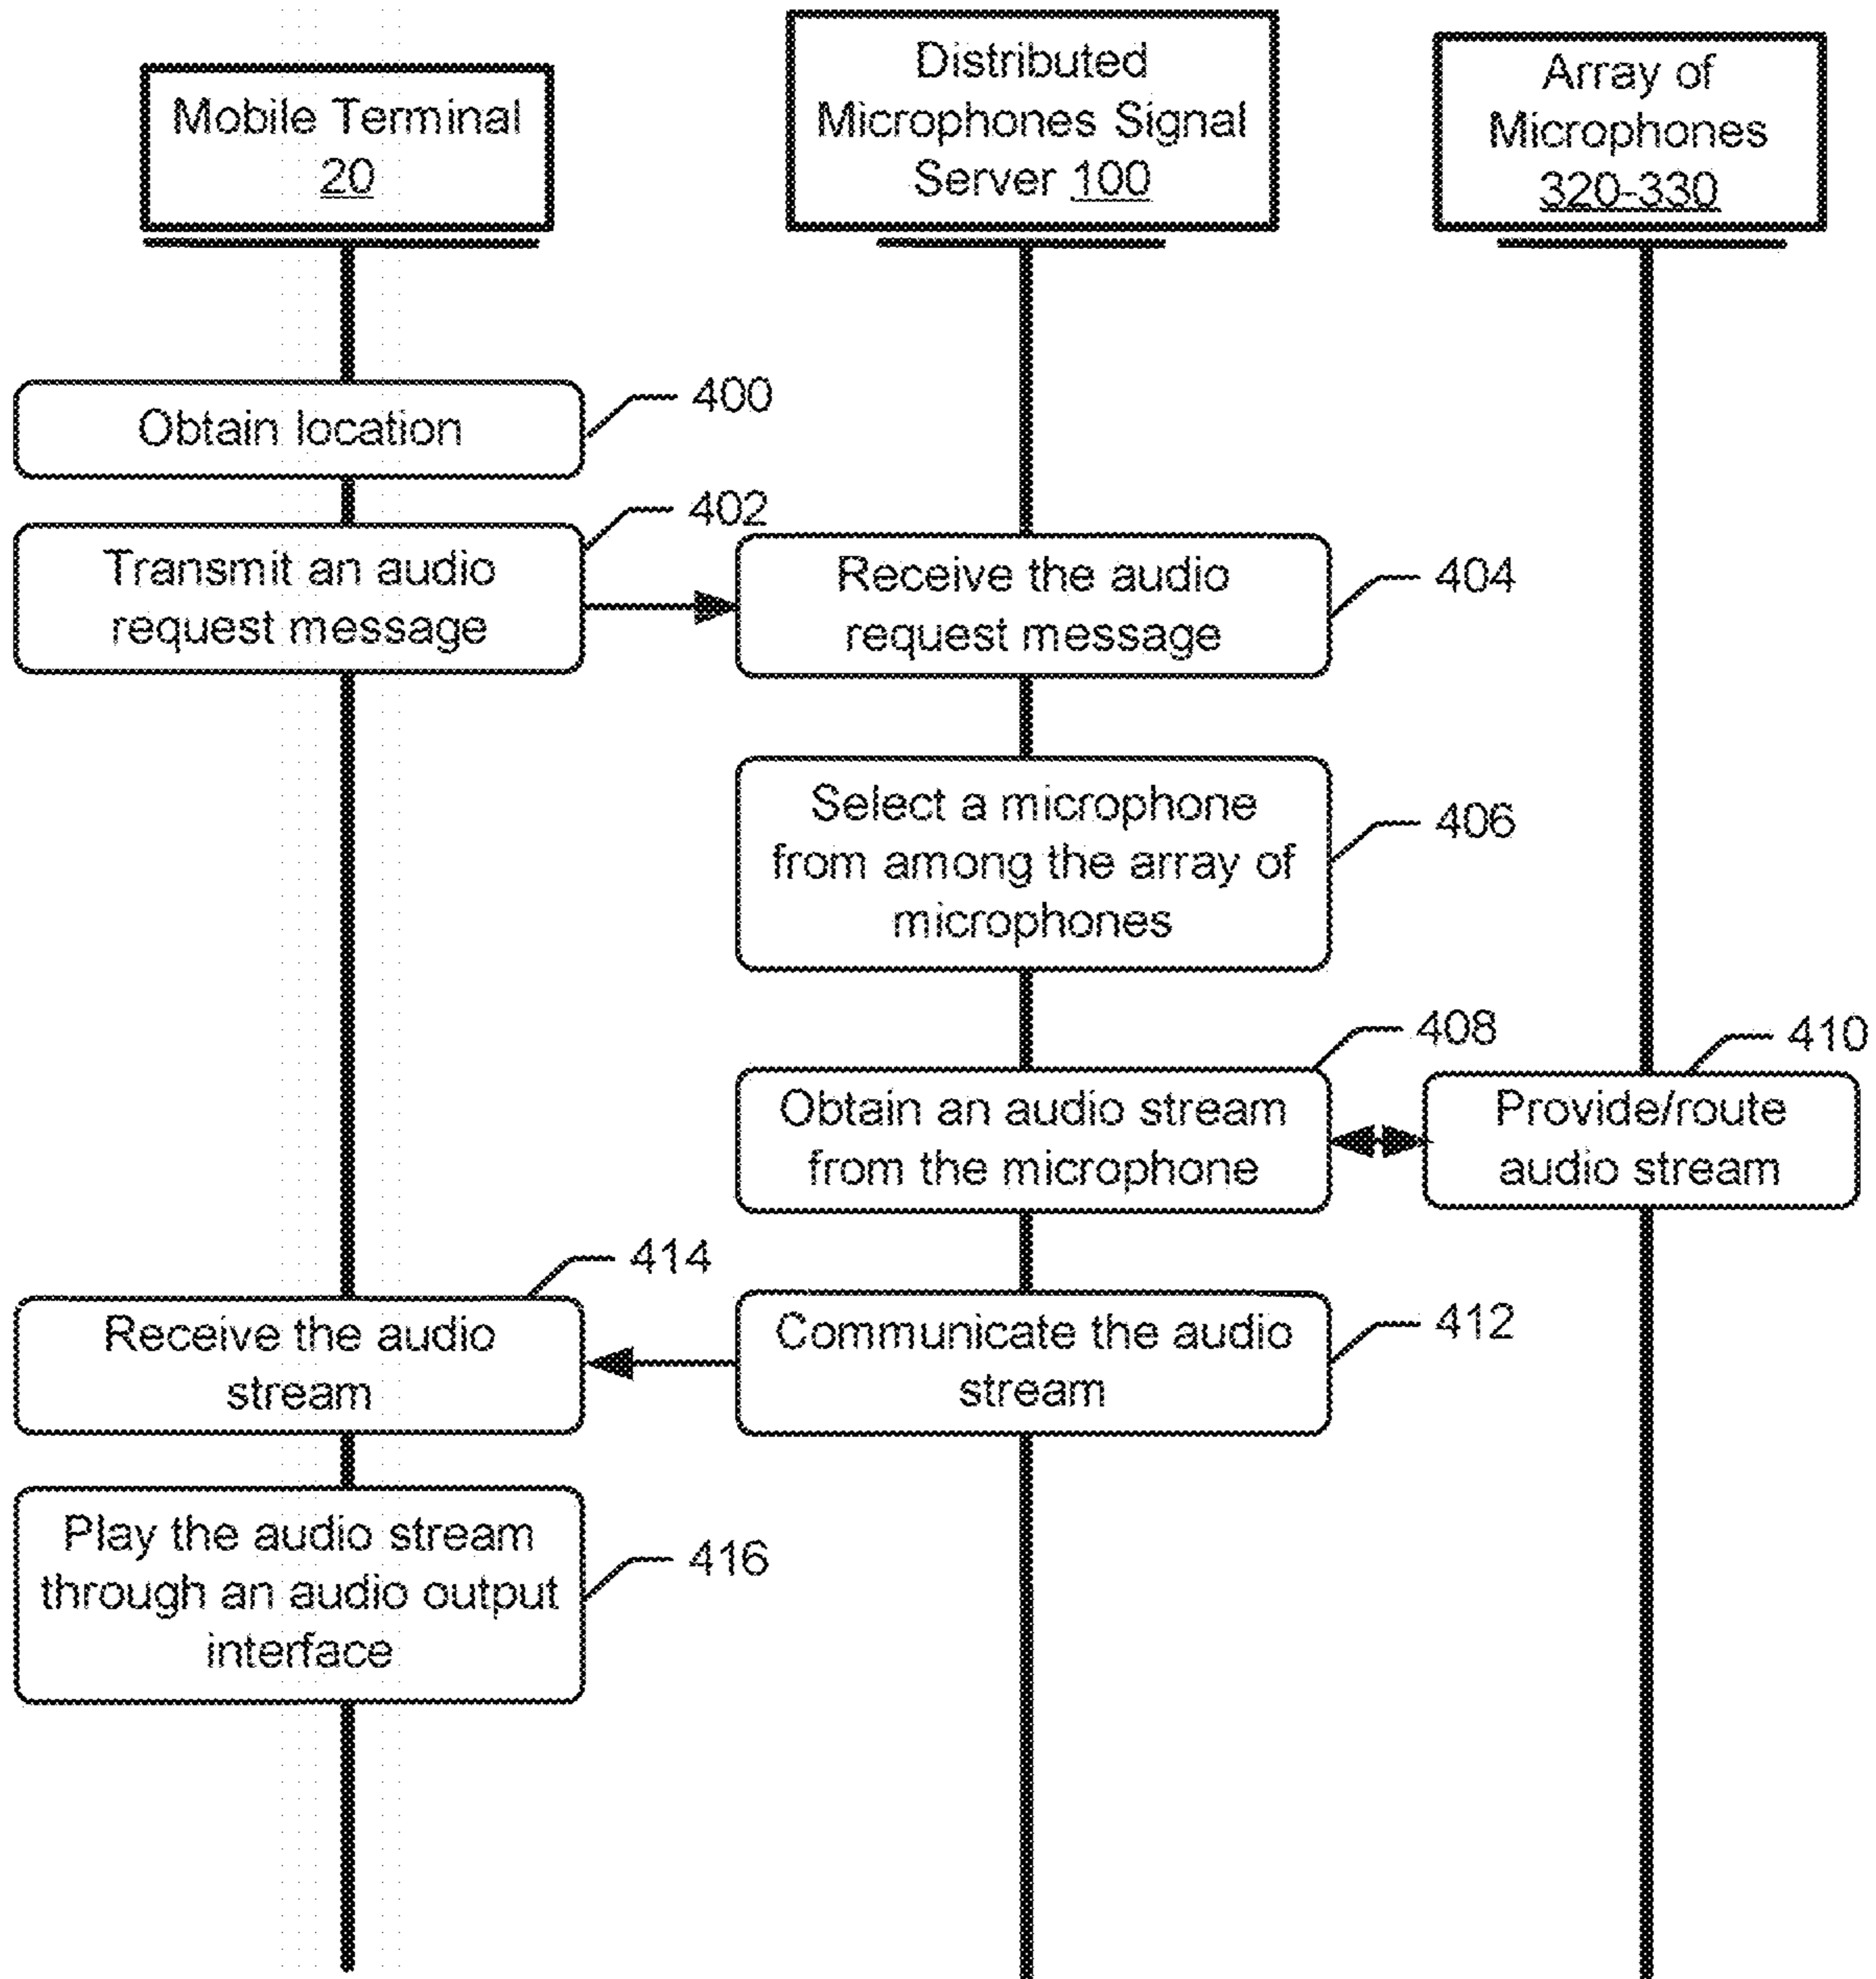 Mobile Terminal
20
Distributed
Microphones Signal
Server 100
Array of
Microphones
320-330
Obtain location
400
Transmit an audio
request message
402
Receive the audio
request message
404
Select a microphone
from among the array of
microphones
406
Obtain an audio stream
from the microphone
408
Provide/route
audio stream
410
Communicate the audio
stream
412
Receive the audio
stream
414
Play the audio stream
through an audio output
interface
416